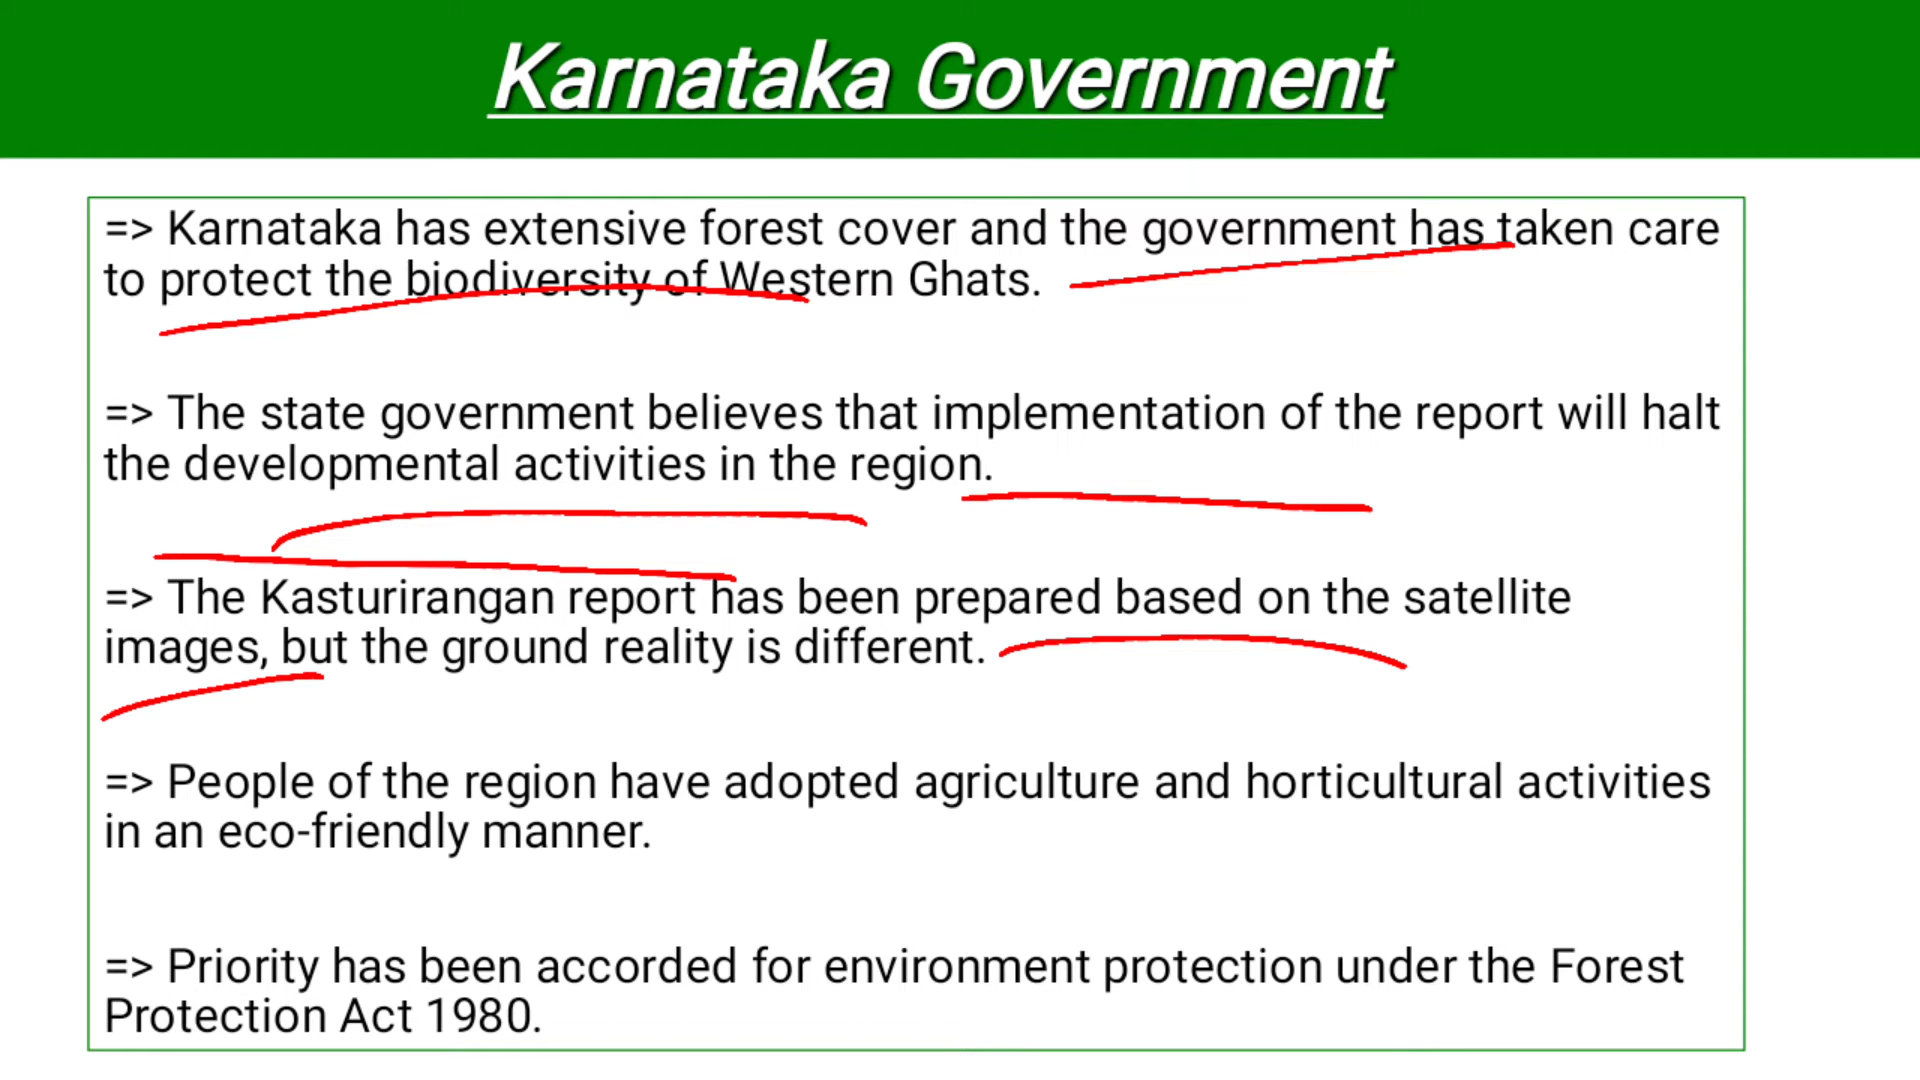 Karnataka Government
=> Karnataka has extensive forest cover and the government has taken care
to protect the biodiversity of Western Ghats.
=> The state government believes that implementation of the report will halt
the developmental activities in the region.
=> The Kasturirangan report has been prepared based on the satellite
images, but the ground reality is different.
=> People of the region have adopted agriculture and horticultural activities
in an eco-friendly manner.
=> Priority has been accorded for environment protection under the Forest
Protection Act 1980.